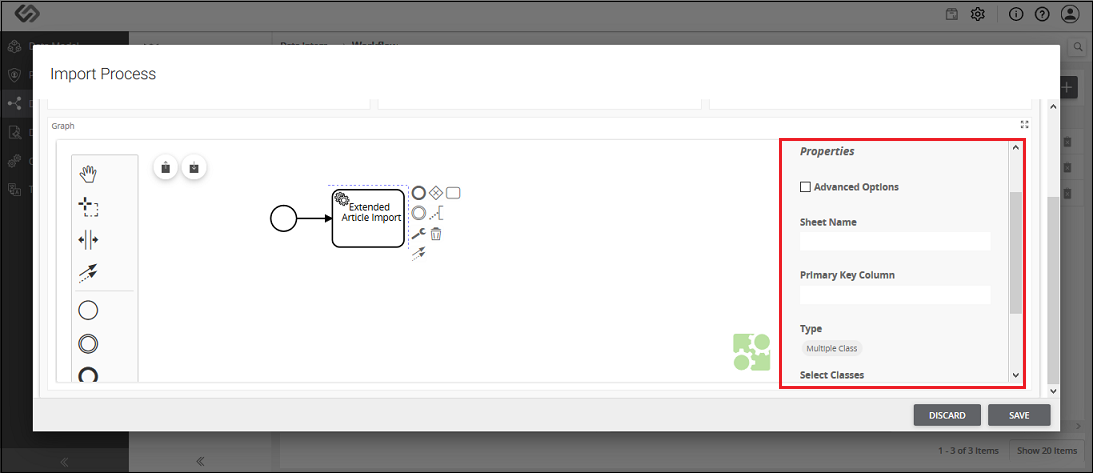 Workflow
Import Process
Graph
Extended
Article Import
Properties
Advanced Options
Sheet Name
Primary Key Column
Type
Multiple Class
Select Classes
DISCARD
SAVE
1 - 3 of 3 Items
Show 20 Items